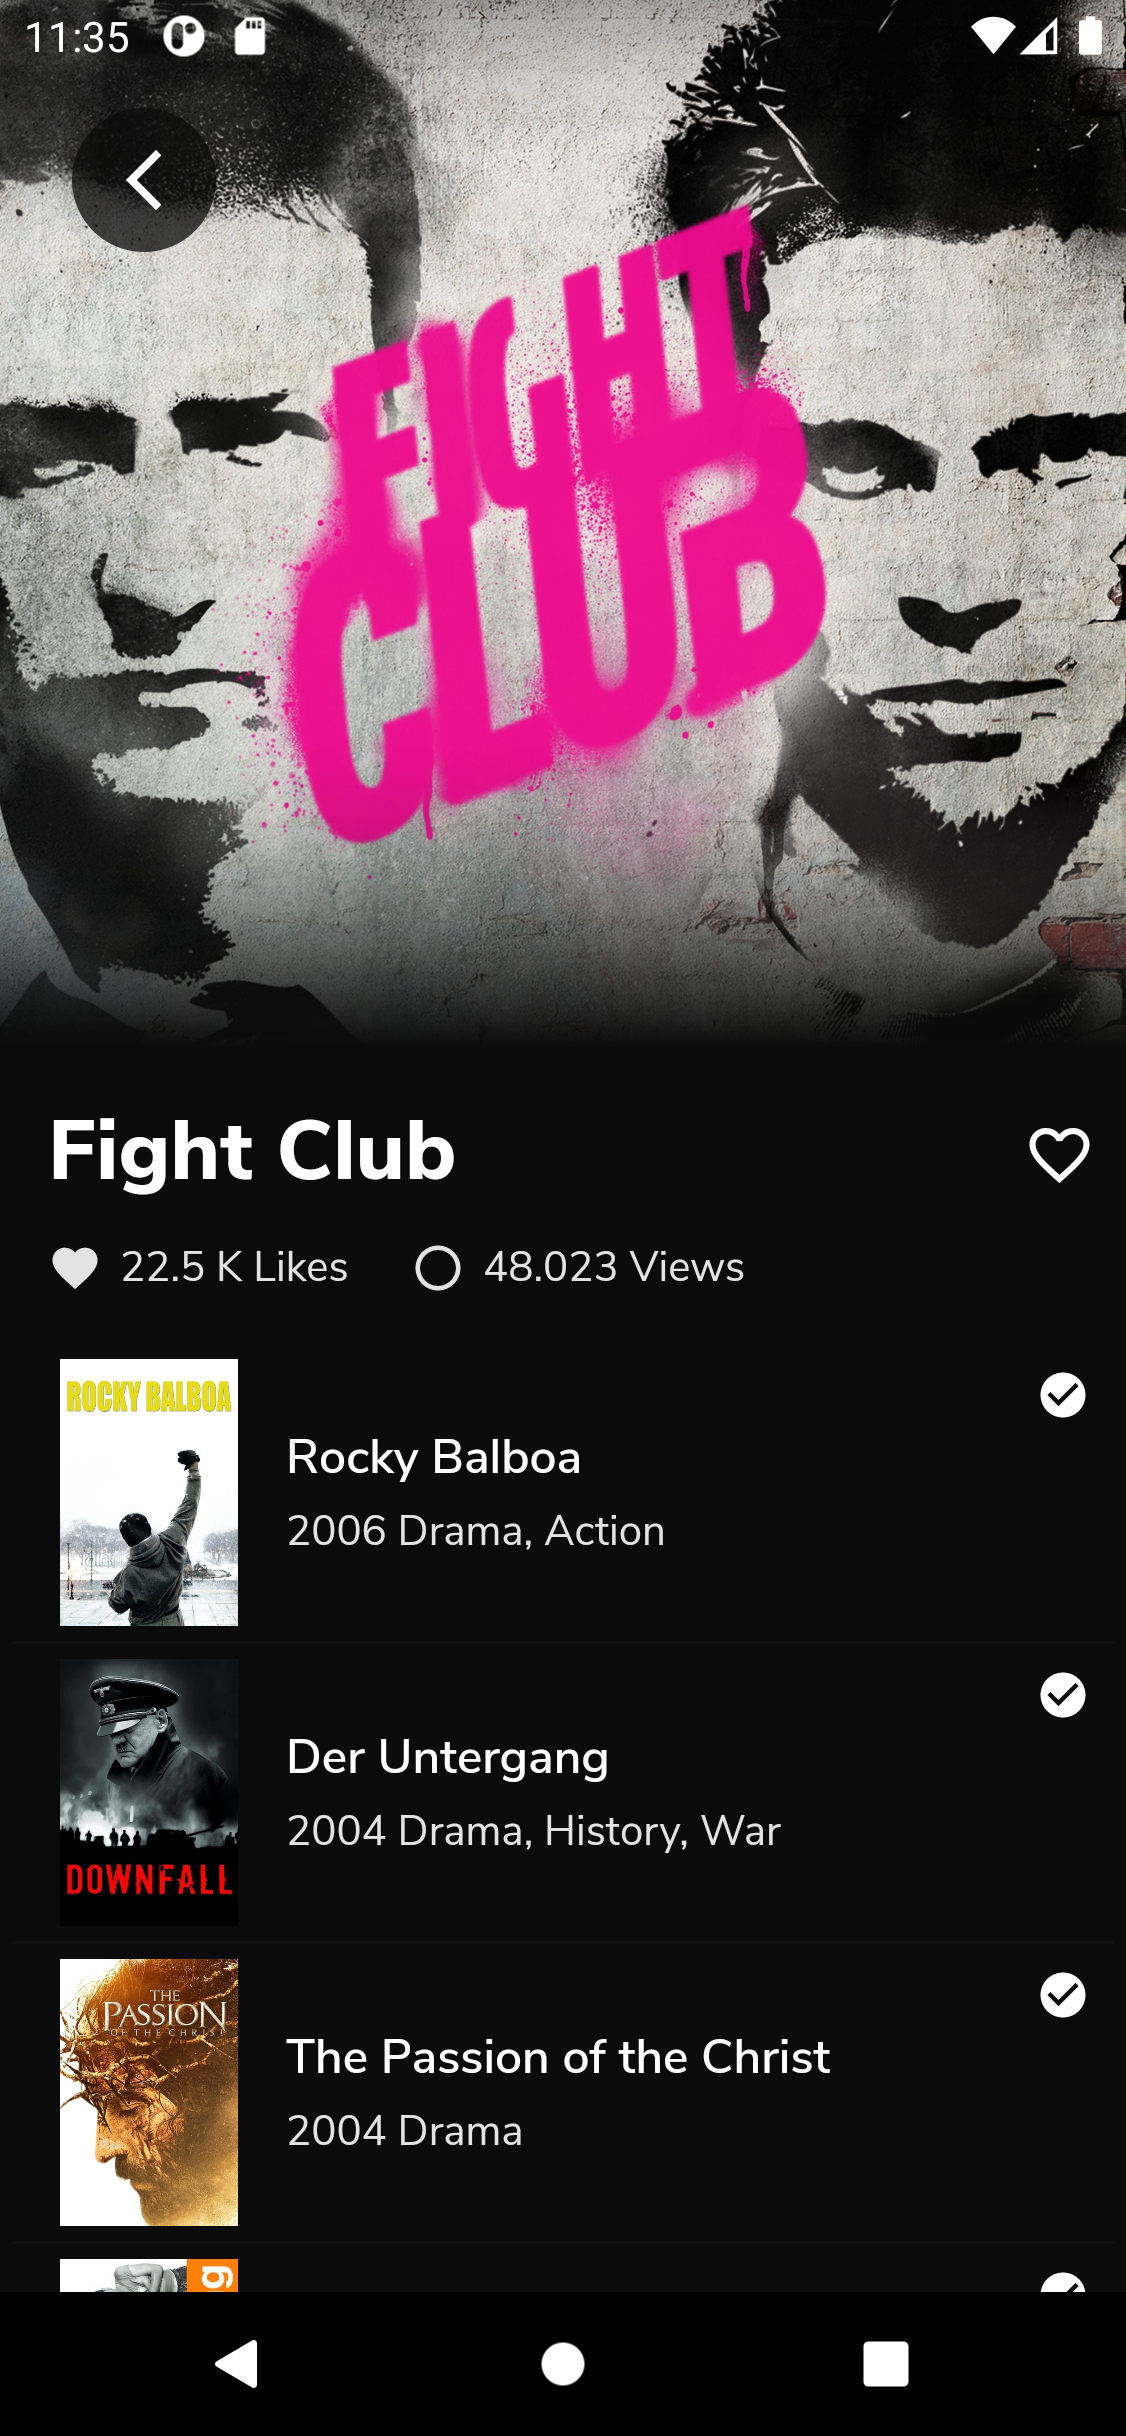 11:35
FIGHT
CLUB
Fight Club
22.5 K Likes
48.023 Views
ROCKY BALBOA
Rocky Balboa
2006 Drama, Action
Der Untergang
2004 Drama, History, War
DOWNFALL
THE
PASSION
OF THE CHRIST
The Passion of the Christ
2004 Drama
g